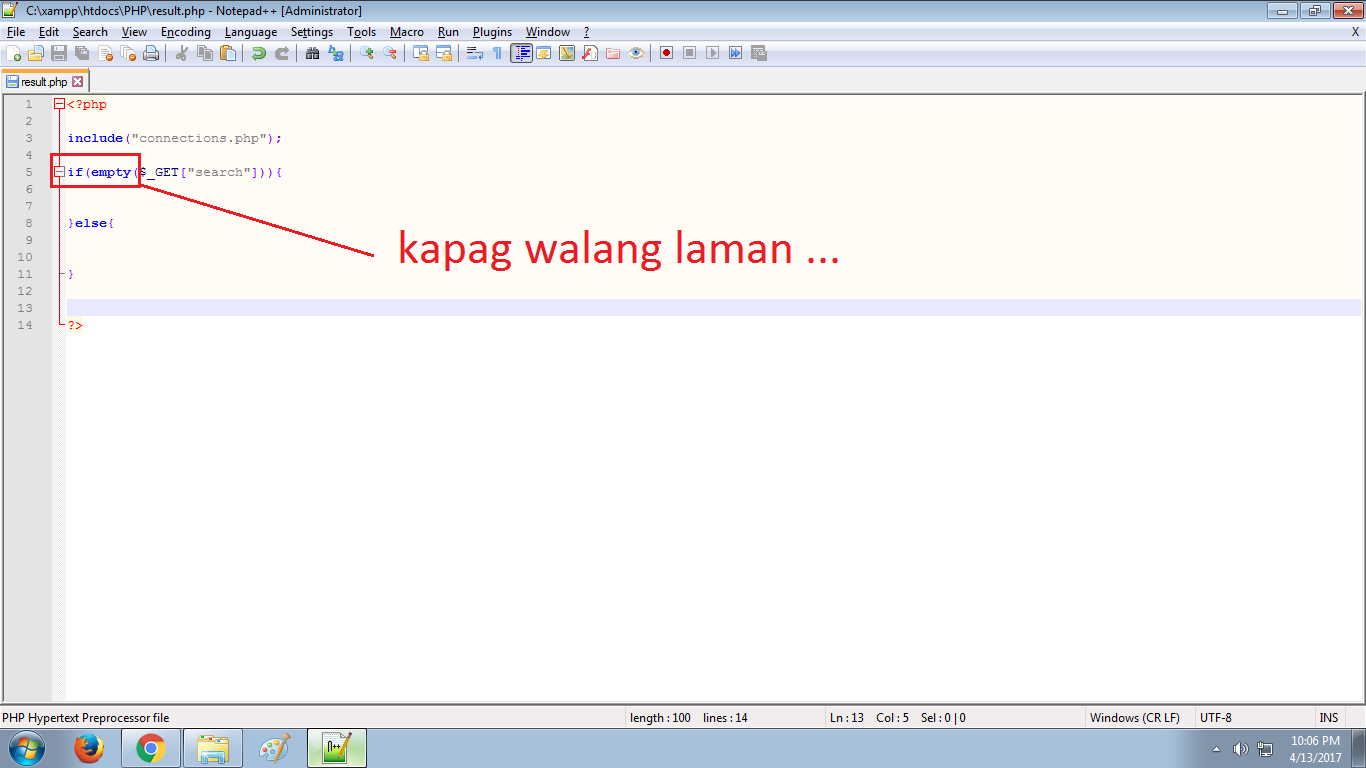 C:\xampp\htdocs\PHP\result.php - Notepad++ [Administrator]
File Edit Search View Encoding Language Settings Tools Macro Run Plugins Window ? X
result.php
1 <?php
2
3 include("connections.php");
4
5 if(empty($_GET["search"])){
6
7
8 }else{
9
kapag walang laman ...
10
11 }
12
13
14 ?>
PHP Hypertext Preprocessor file length : 100 lines : 14 Ln : 13 Col : 5 Sel : 0 | 0 Windows (CR LF) UTF-8 INS
10:06 PM
4/13/2017